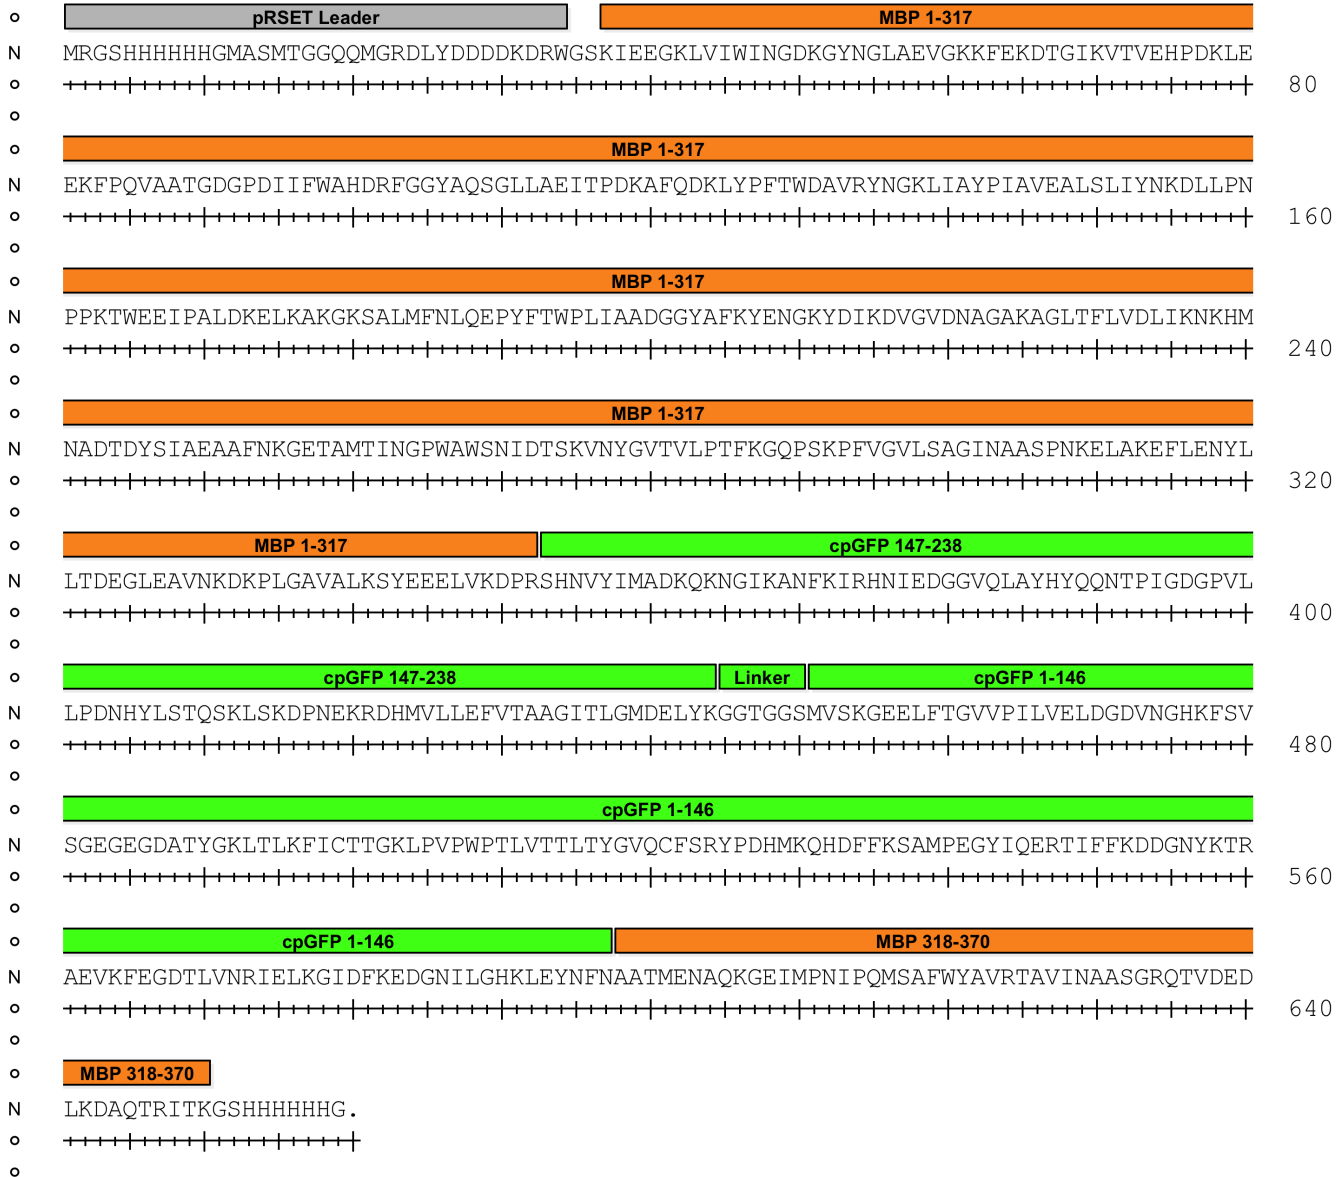 pRSET Leader MBP 1-317
N MRGSHHHHHHGMASMTGGQQMGRDLYDDDDKDRWGSKIEEGKLVIWINGDKGYNGLAEVGKKFEKDTGIKVTVEHPDKLE
80
MBP 1-317
N EKFPQVAATGDGPDIIFWAHDRFGGYAQSGLLAEITPDKAFQDKLYPFTWDAVRYNGKLIAYPIAVEALSLIYNKDLLPN
160
MBP 1-317
N PPKTWEEIPALDKELKAKGKSALMFNLQEPYFTWPLIAADGGYAFKYENGKYDIKDVGVDNAGAKAGLTFLVDLIKNKHM
240
MBP 1-317
N NADTDYSIAEAAFNKGETAMTINGPWAWSNIDTSKVNYGVTVLPTFKGQPSKPFVGVLSAGINAASPNKELAKEFLENYL
320
MBP 1-317 cpGFP 147-238
N LTDEGLEAVNKDKPLGAVALKSYEEELVKDPRSHNVYIMADKQKNGIKANFKIRHNIEDGGVQLAYHYQQNTPIGDGPVL
400
cpGFP 147-238 Linker cpGFP 1-146
N LPDNHYLSTQSKLSKDPNEKRDHMVLLEFVTAAGITLGMDELYKGGTGGSMVSKGEELFTGVVPILVELDGDVNGHKFSV
480
cpGFP 1-146
N SGEGEGDATYGKLTLKFICTTGKLPVPWPTLVTTLTYGVQCFSRYPDHMKQHDFFKSAMPEGYIQERTIFFKDDGNYKTR
560
cpGFP 1-146 MBP 318-370
N AEVKFEGDTLVNRIELKGIDFKEDGNILGHKLEYNFNAATMENAQKGEIMPNIPQMSAFWYAVRTAVINAASGRQTVDED
640
MBP 318-370
N LKDAQTRITKGSHHHHHHG.